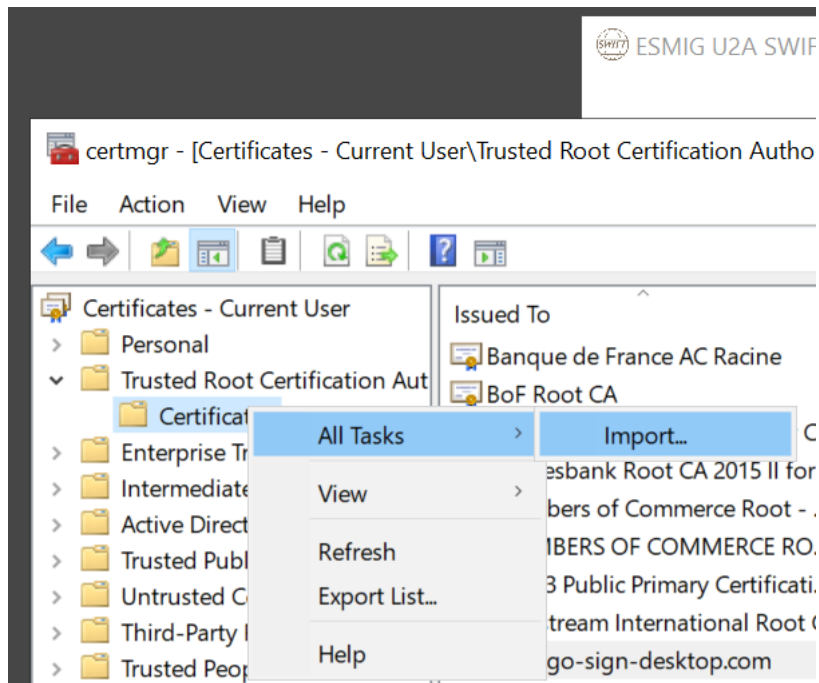 SWIFT
ESMIG U2A SWIF
certmgr - [Certificates - Current User\Trusted Root Certification Autho
File Action View Help
Certificates - Current User
Personal
Trusted Root Certification Aut
Certificat
Enterprise Tr
Intermediate
Active Direct
Trusted Publ
Untrusted C
Third-Party
Trusted Peop
Issued To
Banque de France AC Racine
BoF Root CA
esbank Root CA 2015 II for
bers of Commerce Root - .
BERS OF COMMERCE RO.
3 Public Primary Certificati.
tream International Root
go-sign-desktop.com
All Tasks
View
Refresh
Export List...
Help
Import...